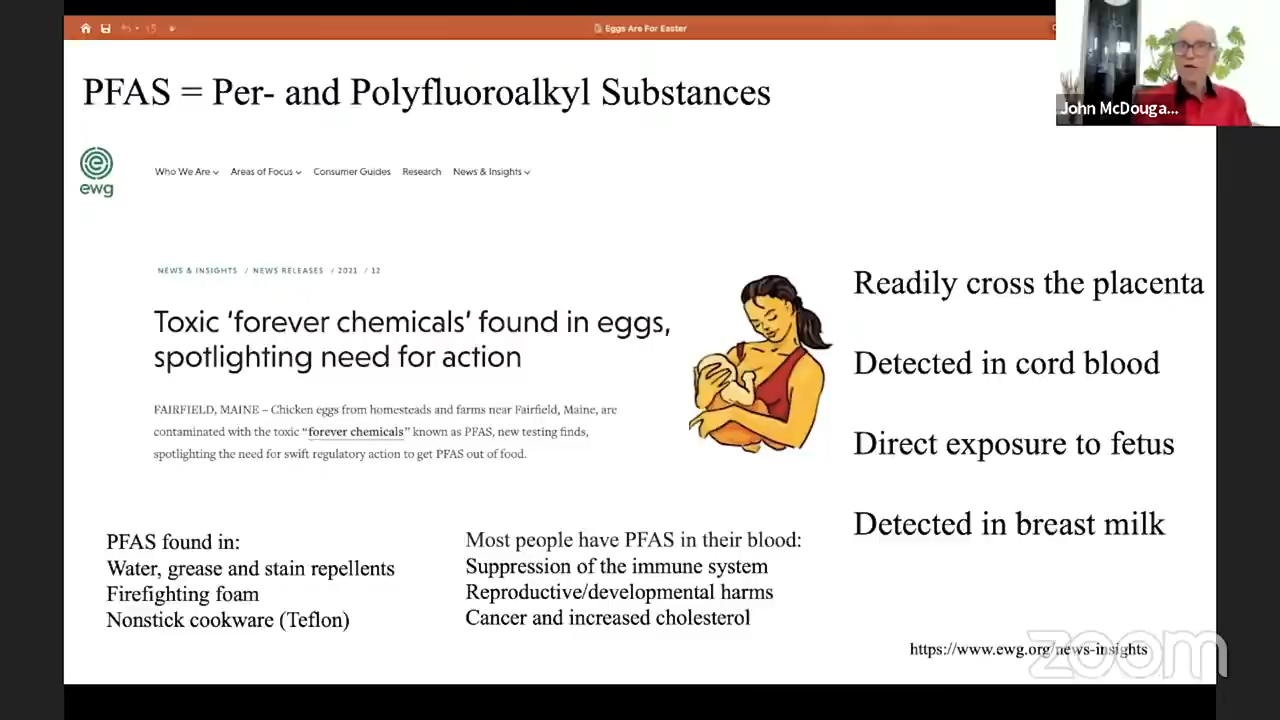 Eggs Are For Easter
John McDouga...
PFAS = Per- and Polyfluoroalkyl Substances
ewg
Who We Are Areas of Focus Consumer Guides Research News & Insights
NEWS & INSIGHTS / NEWS RELEASES / 2021 / 12
Toxic ‘forever chemicals’ found in eggs,
spotlighting need for action
FAIRFIELD, MAINE – Chicken eggs from homesteads and farms near Fairfield, Maine, are
contaminated with the toxic “forever chemicals” known as PFAS, new testing finds,
spotlighting the need for swift regulatory action to get PFAS out of food.
Readily cross the placenta
Detected in cord blood
Direct exposure to fetus
Detected in breast milk
PFAS found in:
Water, grease and stain repellents
Firefighting foam
Nonstick cookware (Teflon)
Most people have PFAS in their blood:
Suppression of the immune system
Reproductive/developmental harms
Cancer and increased cholesterol
https://www.ewg.org/news-insights
zoom